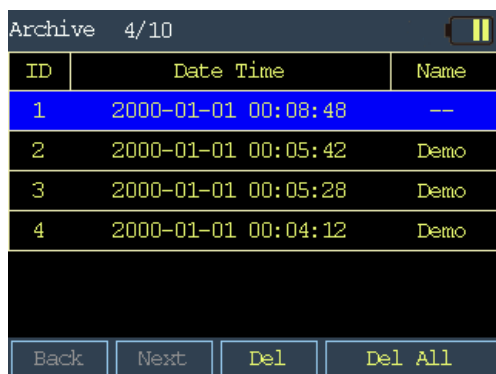 Archive 4/10
ID Date Time Name
1 2000-01-01 00:08:48 --
2 2000-01-01 00:05:42 Demo
3 2000-01-01 00:05:28 Demo
4 2000-01-01 00:04:12 Demo
Back Next Del Del All